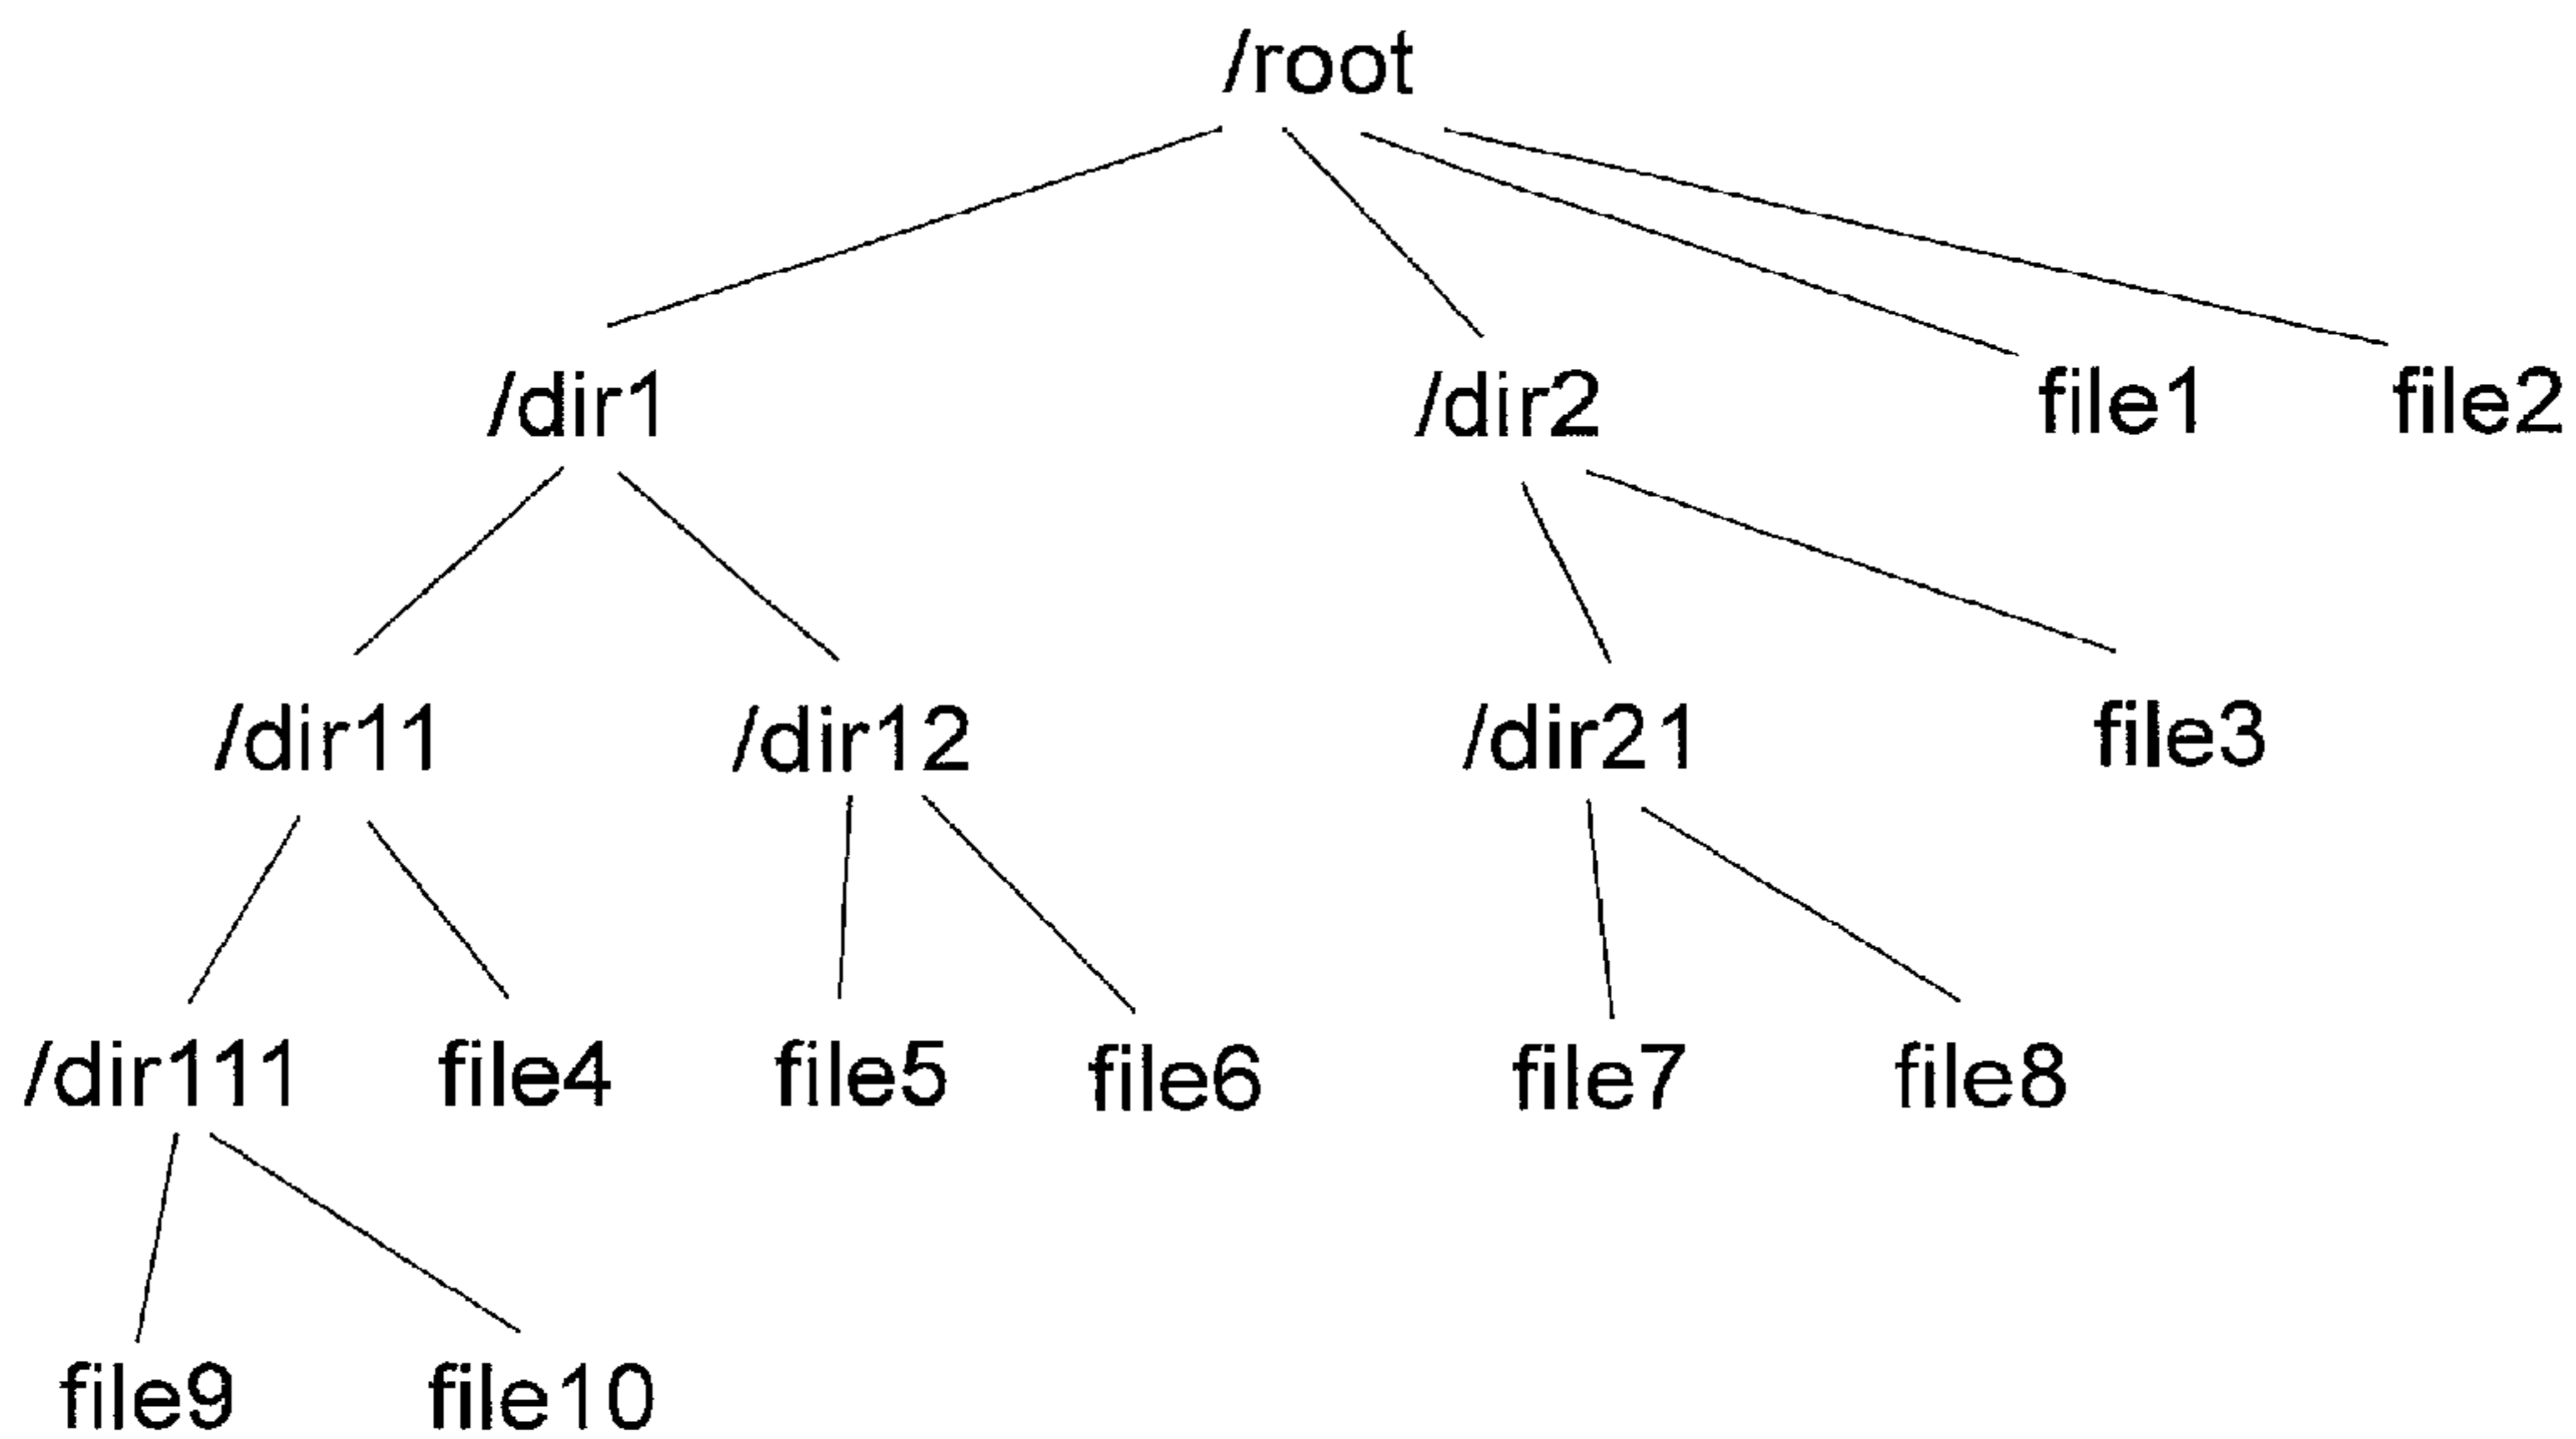 /root
/dir1 /dir2 file1 file2
/dir11 /dir12 /dir21 file3
/dir111 file4 file5 file6 file7 file8
file9 file10